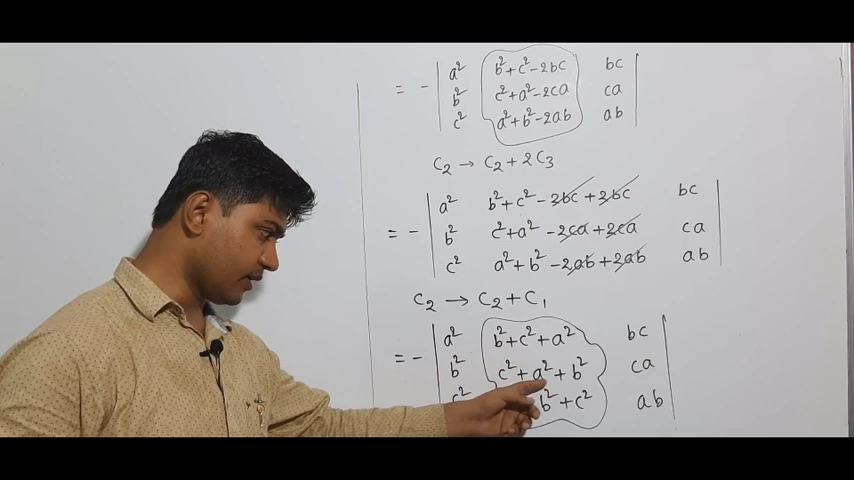 = - | a² b²+c²-2bc bc |
| b² c²+a²-2ca ca |
| c² a²+b²-2ab ab |
C₂ → C₂ + 2C₃
= - | a² b²+c²-2bc+2bc bc |
| b² c²+a²-2ca+2ca ca |
| c² a²+b²-2ab+2ab ab |
C₂ → C₂ + C₁
= - | a² b²+c²+a² bc |
| b² c²+a²+b² ca |
| c² b²+c² ab |